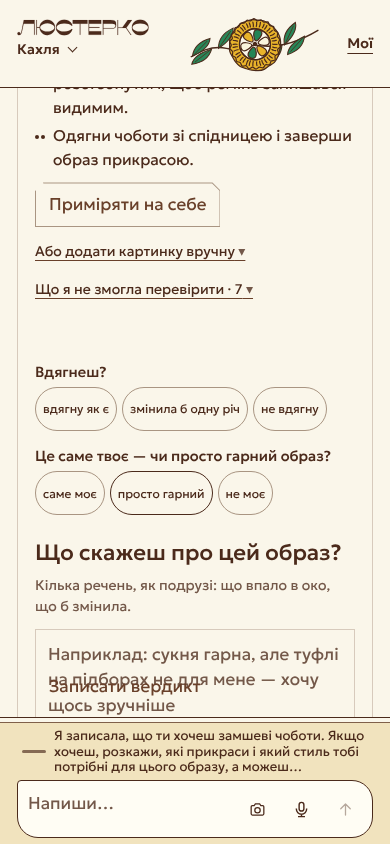 ЛЮСТЕРКО
Кахля
Мої
видимим.
•• Одягни чоботи зі спідницею і заверши
образ прикрасою.
Приміряти на себе
Або додати картинку вручну ▾
Що я не змогла перевірити · 7 ▾
Вдягнеш?
вдягну як є
змінила б одну річ
не вдягну
Це саме твоє — чи просто гарний образ?
саме моє
просто гарний
не моє
Що скажеш про цей образ?
Кілька речень, як подрузі: що впало в око,
що б змінила.
Наприклад: сукня гарна, але туфлі
на підборах не для мене — хочу
Записати вердикт
щось зручніше
Я записала, що ти хочеш замшеві чоботи. Якщо
хочеш, розкажи, які прикраси і який стиль тобі
потрібні для цього образу, а можеш...
Напиши...